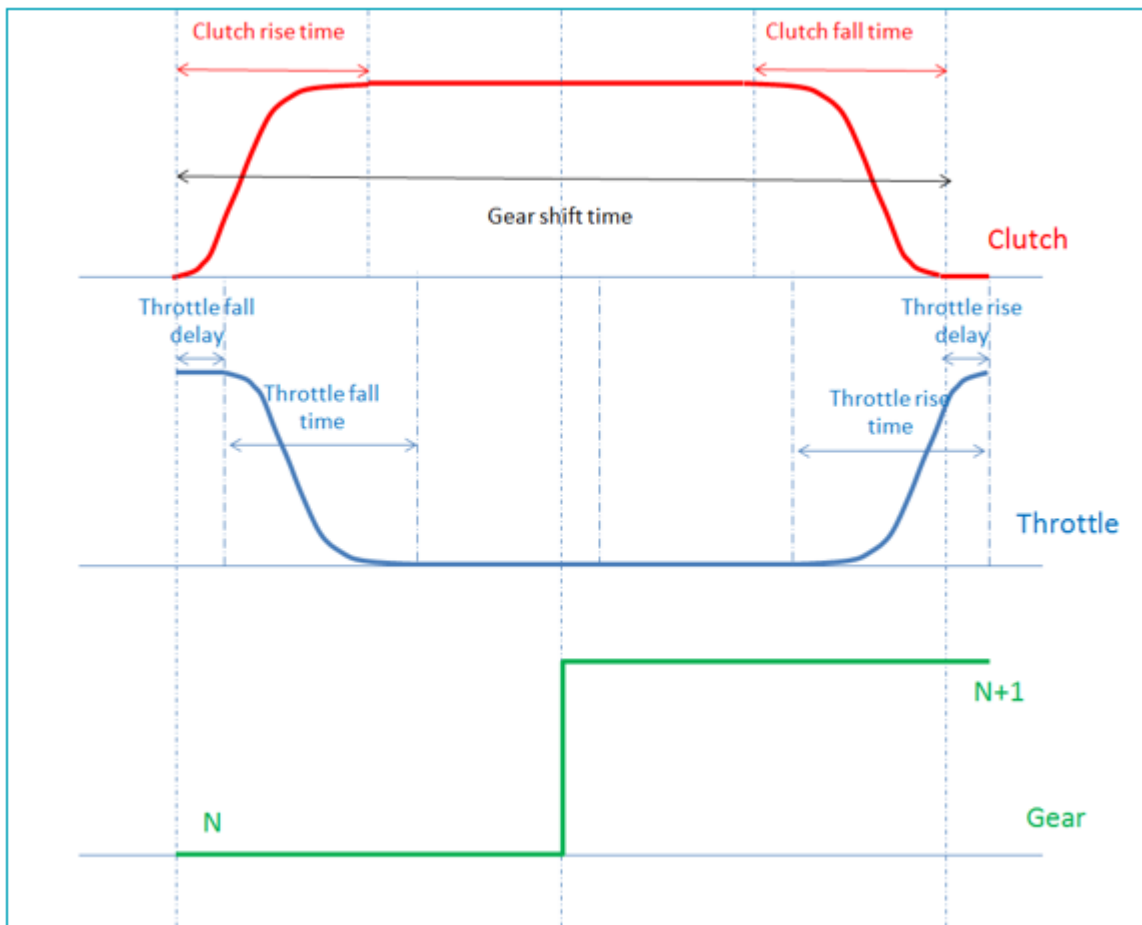 Clutch rise time
Clutch fall time
Gear shift time
Clutch
Throttle fall
delay
Throttle rise
delay
Throttle fall
time
Throttle rise
time
Throttle
N+1
N
Gear